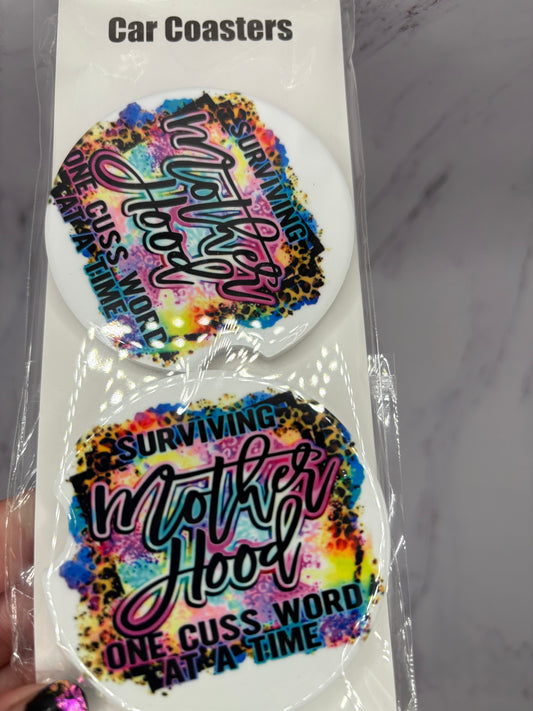 Car Coasters
SURVIVING
Mother
Hood
ONE CUSS WORD
AT A TIME
SURVIVING
Mother
Hood
ONE CUSS WORD
AT A TIME